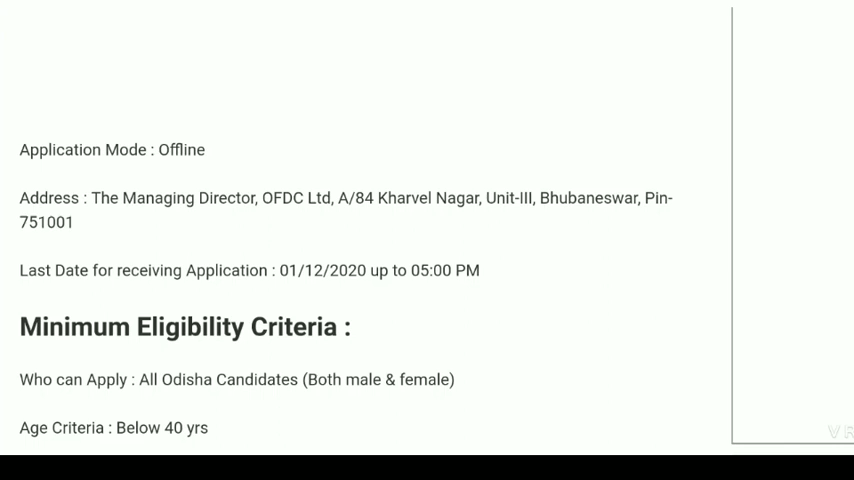 Application Mode : Offline
Address : The Managing Director, OFDC Ltd, A/84 Kharvel Nagar, Unit-III, Bhubaneswar, Pin-
751001
Last Date for receiving Application : 01/12/2020 up to 05:00 PM
Minimum Eligibility Criteria :
Who can Apply : All Odisha Candidates (Both male & female)
Age Criteria : Below 40 yrs
VR